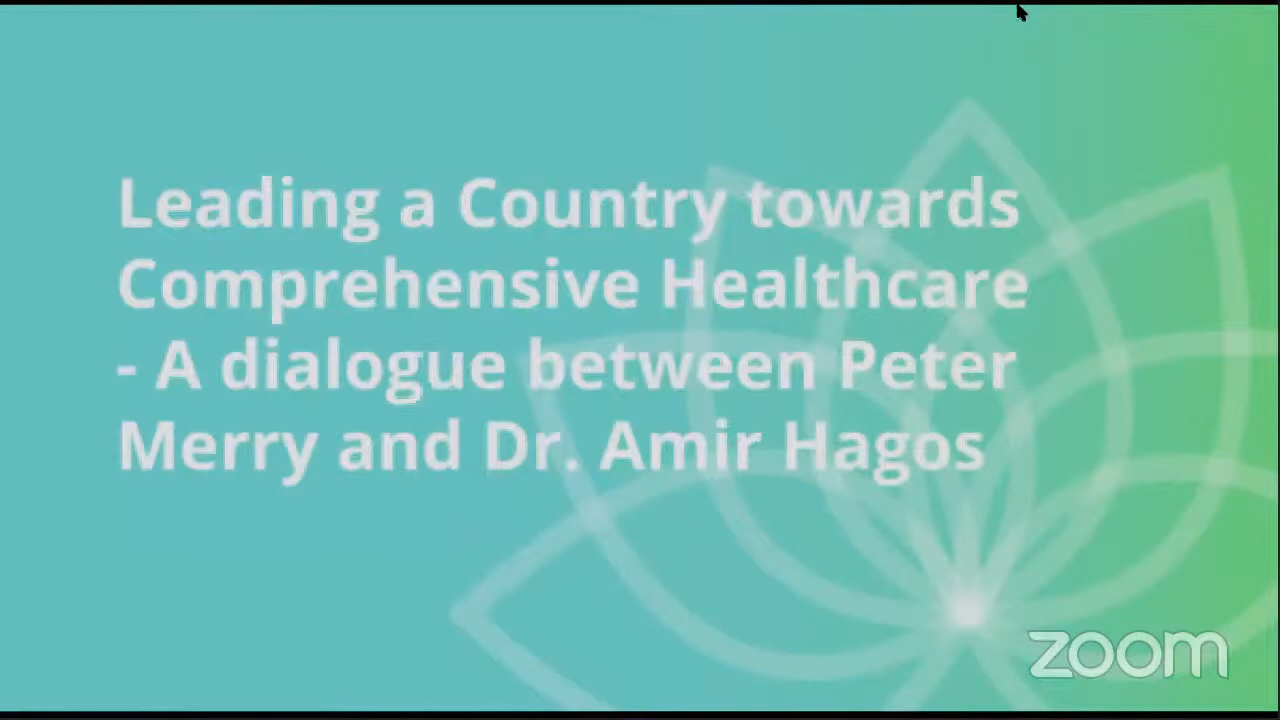 Leading a Country towards
Comprehensive Healthcare
- A dialogue between Peter
Merry and Dr. Amir Hagos
zoom